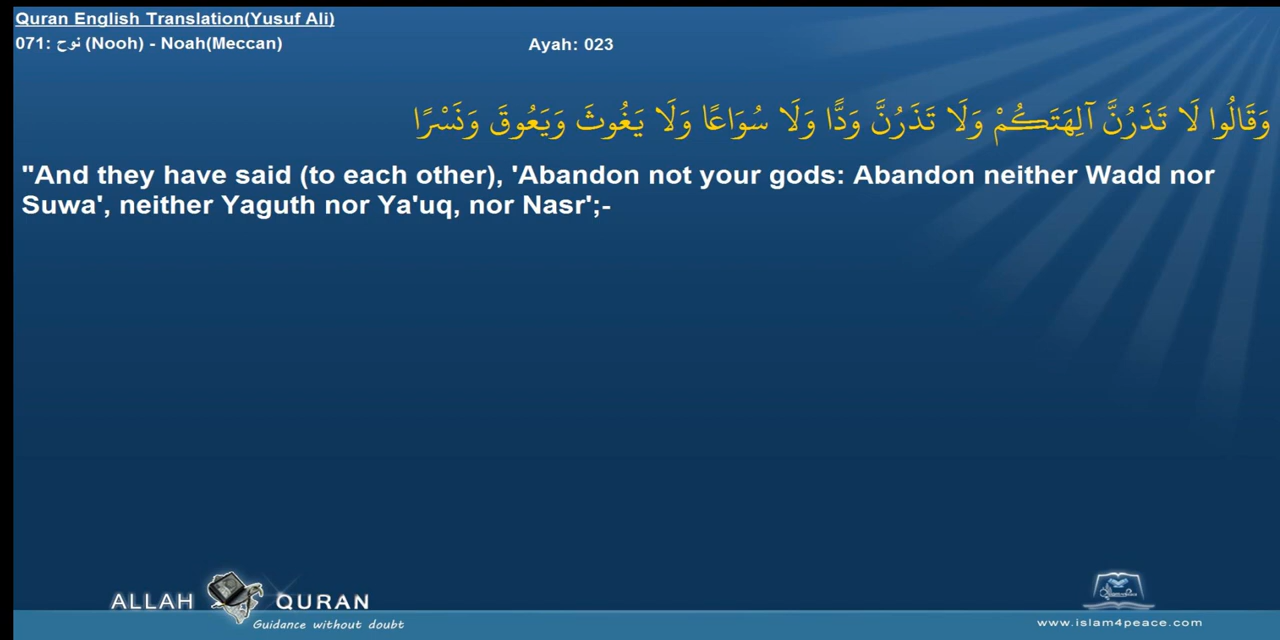 Quran English Translation(Yusuf Ali)
071: نوح (Nooh) - Noah(Meccan) Ayah: 023
وَقَالُوا لَا تَذَرُنَّ آلِهَتَكُمْ وَلَا تَذَرُنَّ وَدًّا وَلَا سُوَاعًا وَلَا يَغُوثَ وَيَعُوقَ وَنَسْرًا
"And they have said (to each other), 'Abandon not your gods: Abandon neither Wadd nor
Suwa', neither Yaguth nor Ya'uq, nor Nasr';-
ALLAH QURAN
Guidance without doubt
www.islam4peace.com